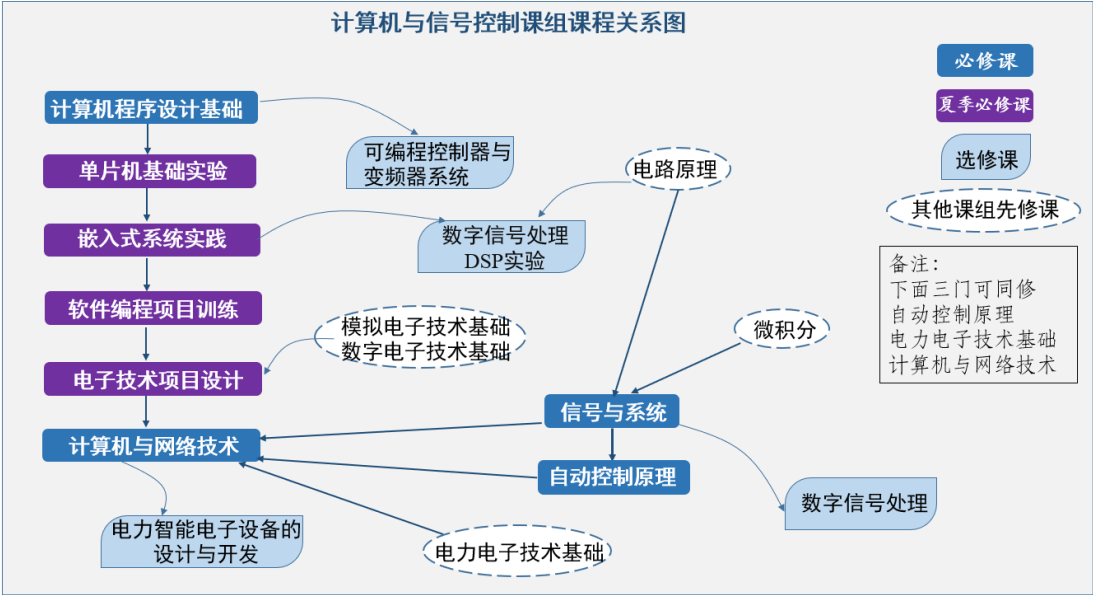 计算机与信号控制课组课程关系图
必修课
计算机程序设计基础
夏季必修课
可编程控制器与
变频器系统
选修课
单片机基础实验
电路原理
其他课组先修课
嵌入式系统实践
数字信号处理
DSP实验
备注：
下面三门可同修
自动控制原理
电力电子技术基础
计算机与网络技术
软件编程项目训练
模拟电子技术基础
数字电子技术基础
微积分
电子技术项目设计
信号与系统
计算机与网络技术
自动控制原理
数字信号处理
电力智能电子设备的
设计与开发
电力电子技术基础